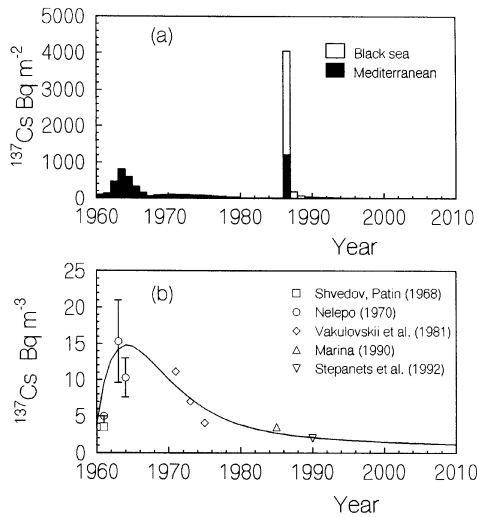 5000
4000
3000
2000
1000
0
137Cs Bq m-2
(a)
Black sea
Mediterranean
1960 1970 1980 1990 2000 2010
Year
25
20
15
10
5
0
137Cs Bq m-3
(b)
Shvedov, Patin (1968)
Nelepo (1970)
Vakulovskii et al. (1981)
Marina (1990)
Stepanets et al. (1992)
1960 1970 1970 1980 1990 2000 2010
Year